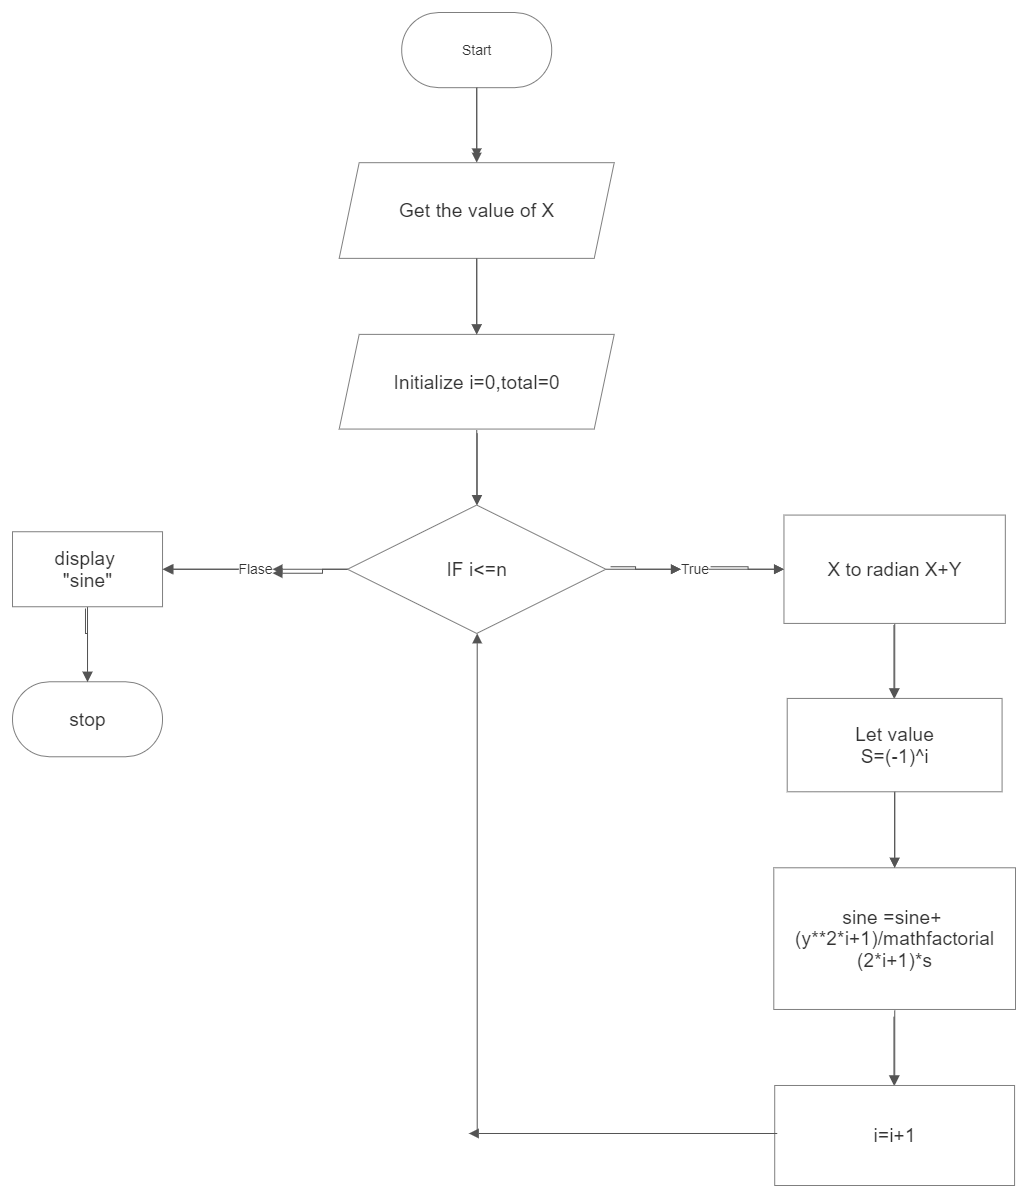 Start
Get the value of X
Initialize i=0,total=0
IF i<=n
Flase
True
display
"sine"
stop
X to radian X+Y
Let value
S=(-1)^i
sine =sine+
(y**2*i+1)/mathfactorial
(2*i+1)*s
i=i+1